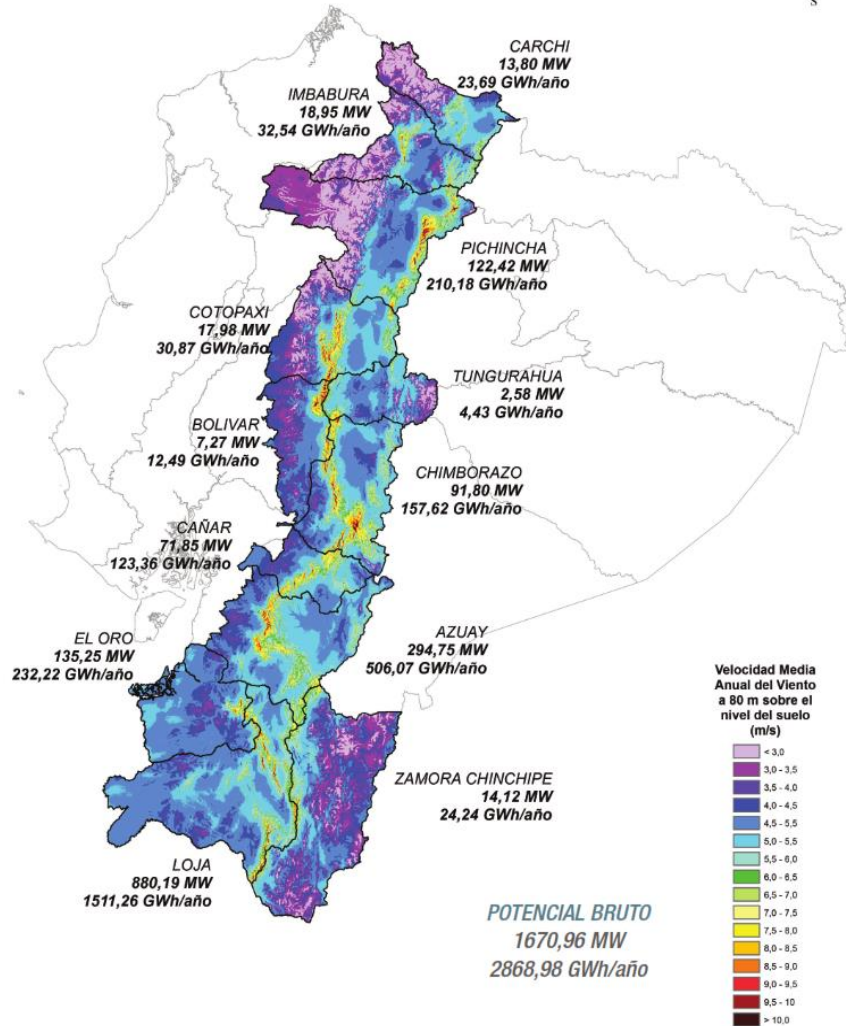 s
CARCHI
13,80 MW
23,69 GWh/año
IMBABURA
18,95 MW
32,54 GWh/año
PICHINCHA
122,42 MW
210,18 GWh/año
COTOPAXI
17,98 MW
30,87 GWh/año
TUNGURAHUA
2,58 MW
4,43 GWh/año
BOLIVAR
7,27 MW
12,49 GWh/año
CHIMBORAZO
91,80 MW
157,62 GWh/año
CAÑAR
71,85 MW
123,36 GWh/año
EL ORO
135,25 MW
232,22 GWh/año
AZUAY
294,75 MW
506,07 GWh/año
ZAMORA CHINCHIPE
14,12 MW
24,24 GWh/año
LOJA
880,19 MW
1511,26 GWh/año
POTENCIAL BRUTO
1670,96 MW
2868,98 GWh/año
Velocidad Media
Anual del Viento
a 80 m sobre el
nivel del suelo
(m/s)
< 3,0
3,0 - 3,5
3,5 - 4,0
4,0 - 4,5
4,5 - 5,5
5,0 - 5,5
5,5 - 6,0
6,0 - 6,5
6,5 - 7,0
7,0 - 7,5
7,5 - 8,0
8,0 - 8,5
8,5 - 9,0
9,0 - 9,5
9,5 - 10
> 10,0